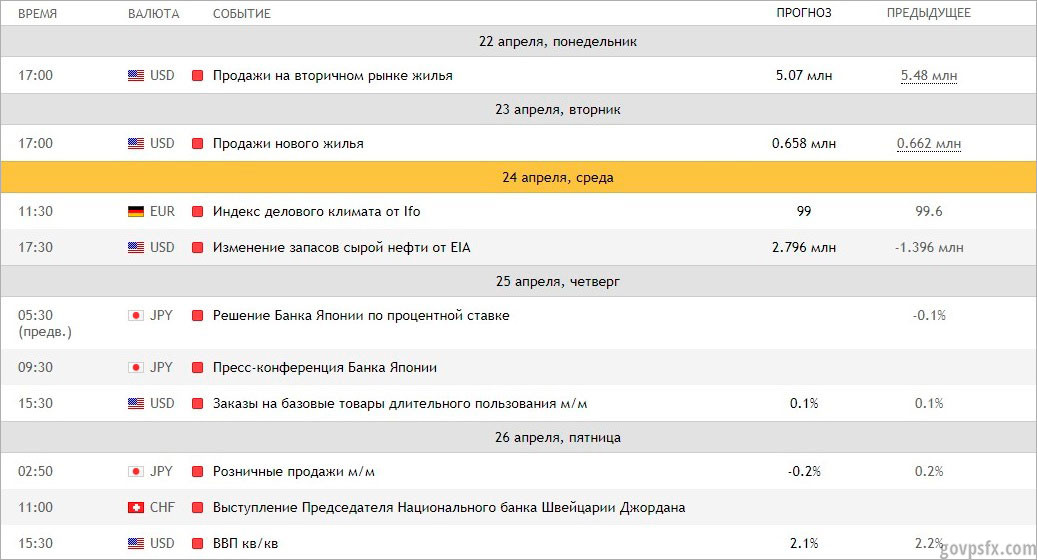 ВРЕМЯ ВАЛЮТА СОБЫТИЕ ПРОГНОЗ ПРЕДЫДУЩЕЕ
22 апреля, понедельник
17:00 USD Продажи на вторичном рынке жилья 5.07 млн 5.48 млн
23 апреля, вторник
17:00 USD Продажи нового жилья 0.658 млн 0.662 млн
24 апреля, среда
11:30 EUR Индекс делового климата от Ifo 99 99.6
17:30 USD Изменение запасов сырой нефти от EIA 2.796 млн -1.396 млн
25 апреля, четверг
05:30 JPY Решение Банка Японии по процентной ставке -0.1%
(предв.)
09:30 JPY Пресс-конференция Банка Японии
15:30 USD Заказы на базовые товары длительного пользования м/м 0.1% 0.1%
26 апреля, пятница
02:50 JPY Розничные продажи м/м -0.2% 0.2%
11:00 CHF Выступление Председателя Национального банка Швейцарии Джордана
15:30 USD ВВП кв/кв 2.1% 2.2%
govpsfx.com